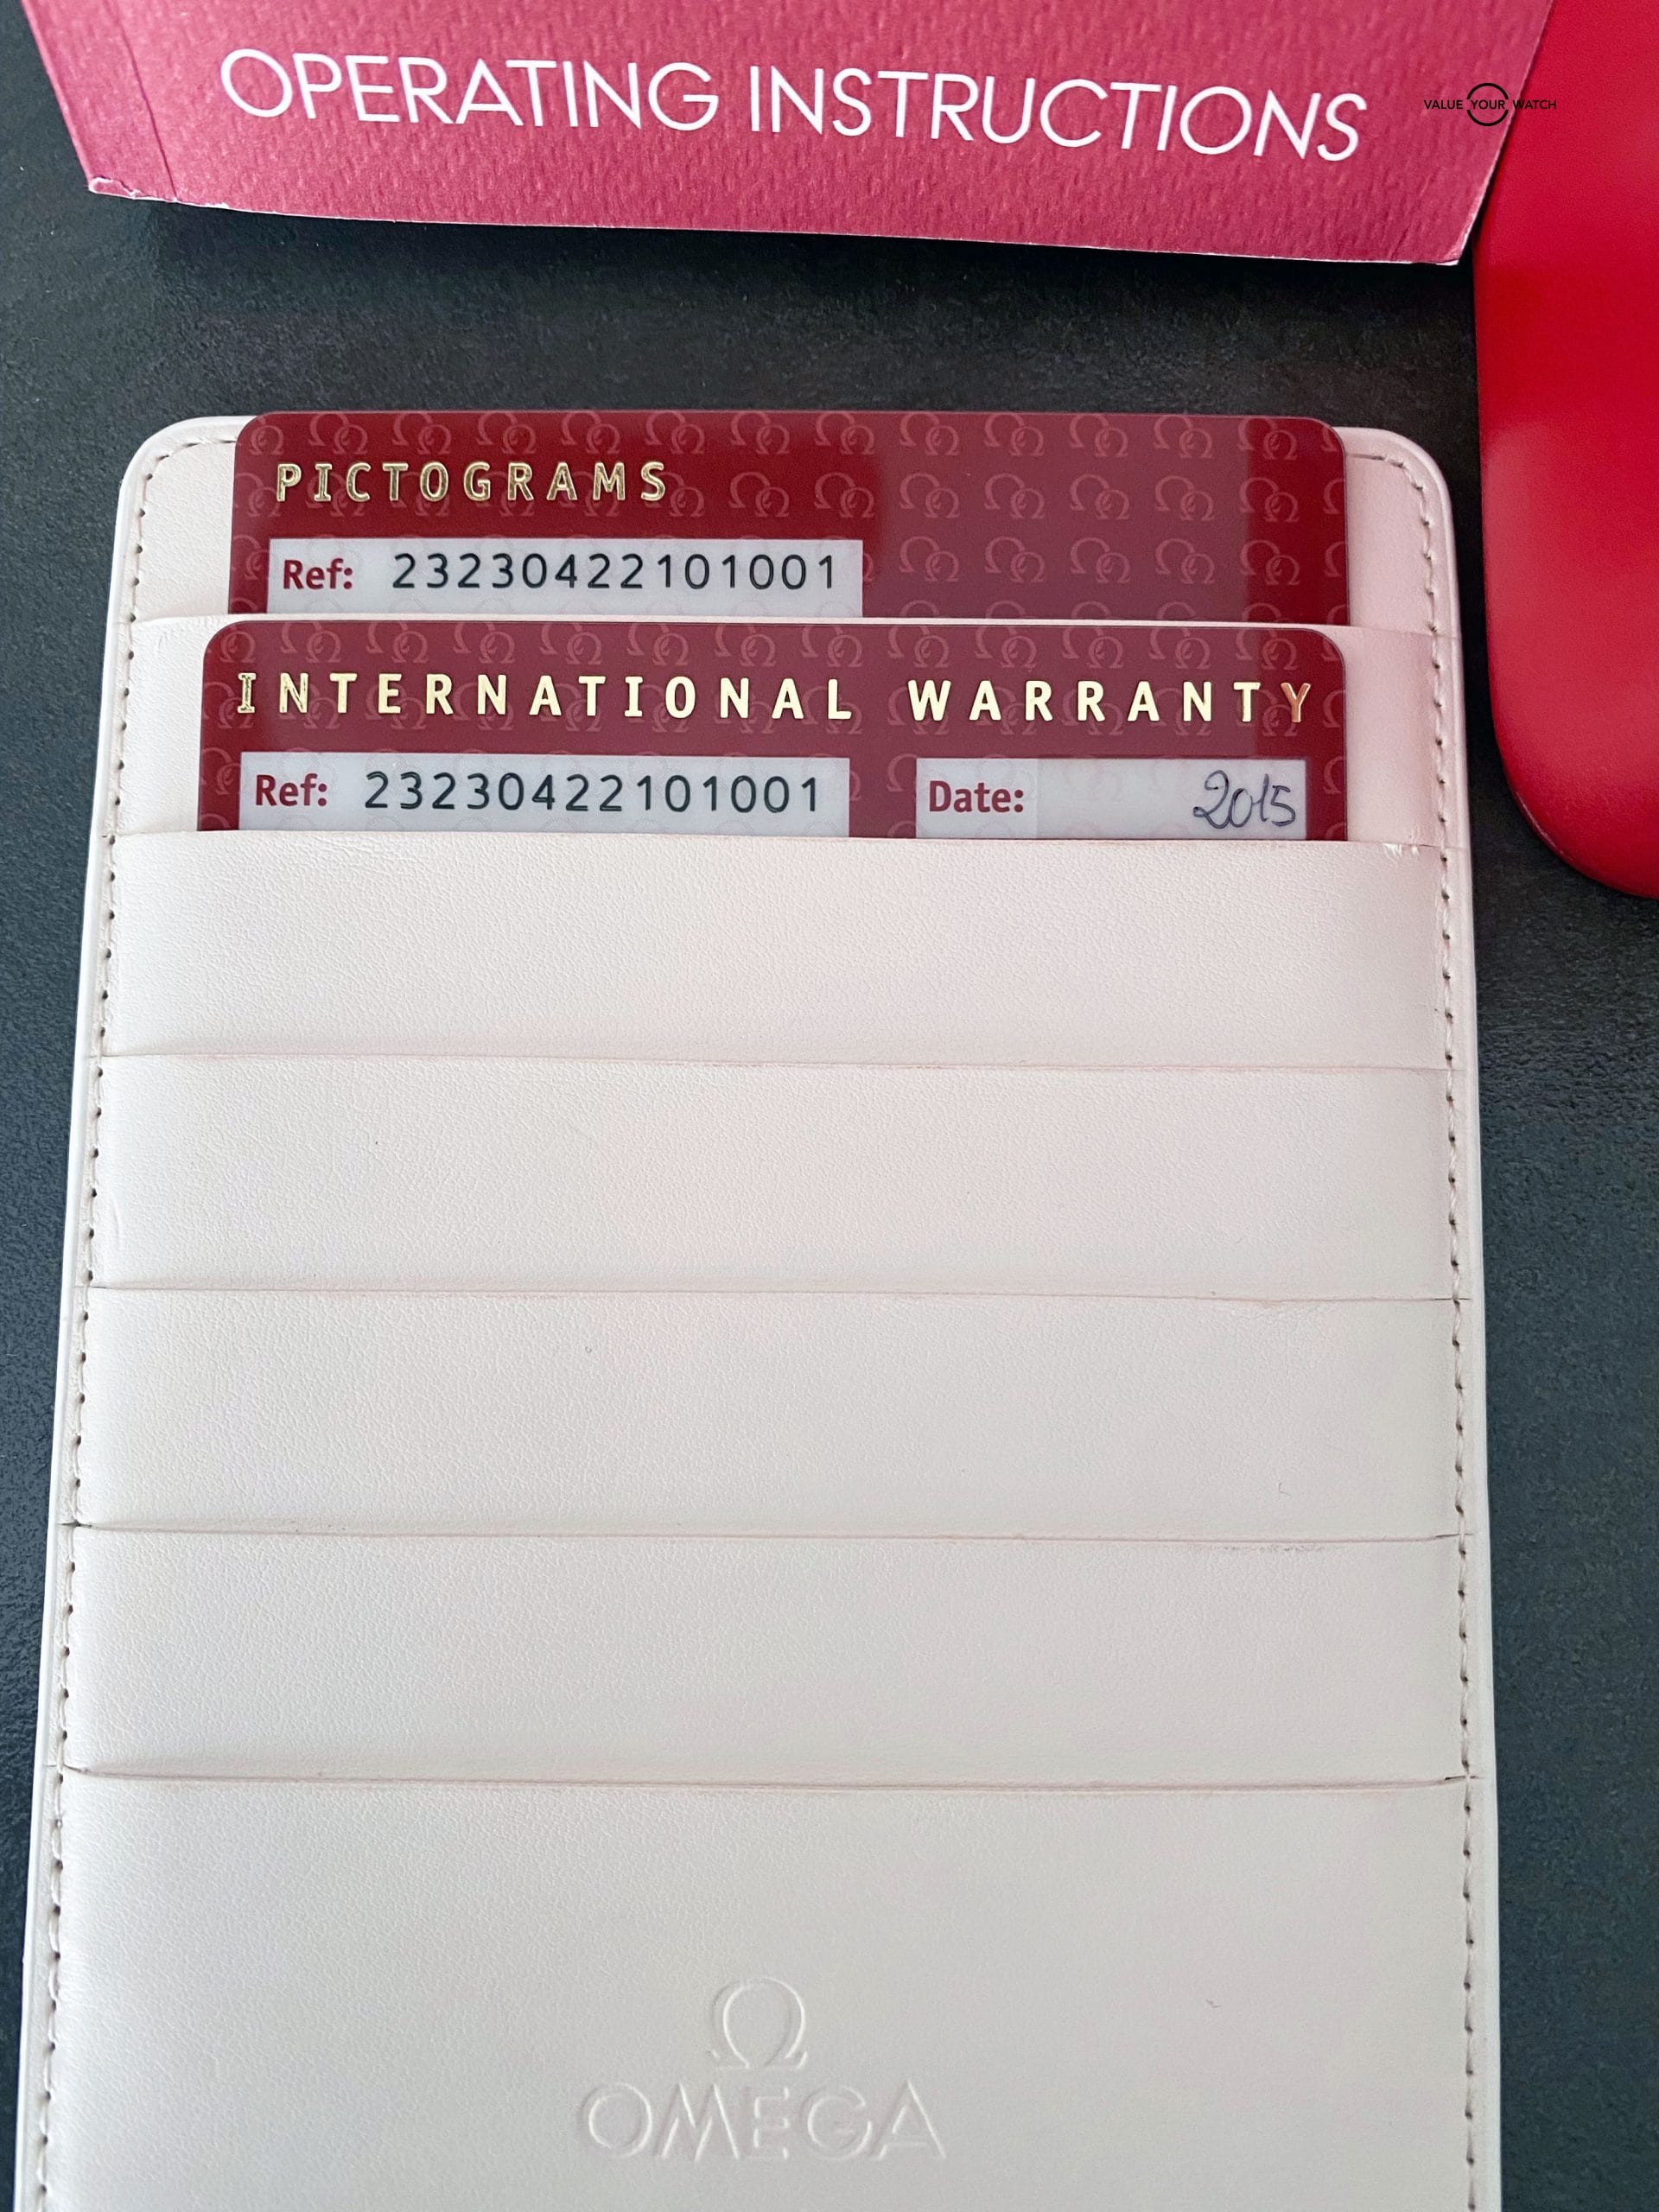 OPERATING INSTRUCTIONS
VALUE YOUR WATCH
PICTOGRAMS
Ref: 23230422101001
INTERNATIONAL WARRANTY
Ref: 23230422101001 Date: 2015
Ω
OMEGA